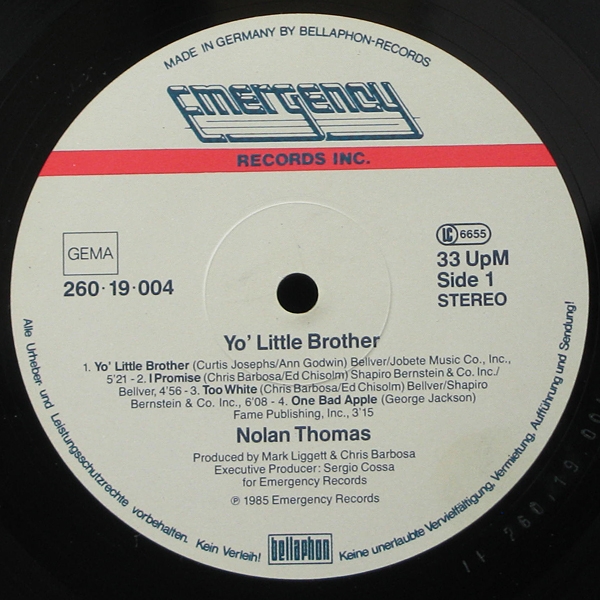 MADE IN GERMANY BY BELLAPHON-RECORDS
Emergency
RECORDS INC.
GEMA
260·19·004
LC 6655
33 UpM
Side 1
STEREO
Yo' Little Brother
1. Yo' Little Brother (Curtis Josephs/Ann Godwin) Bellver/Jobete Music Co., Inc.,
5'21 - 2. I Promise (Chris Barbosa/Ed Chisolm) Shapiro Bernstein & Co. Inc./
Bellver, 4'56 - 3. Too White (Chris Barbosa/Ed Chisolm) Bellver/Shapiro
Bernstein & Co. Inc., 6'08 - 4. One Bad Apple (George Jackson)
Fame Publishing, Inc., 3'15
Nolan Thomas
Produced by Mark Liggett & Chris Barbosa
Executive Producer: Sergio Cossa
for Emergency Records
℗ 1985 Emergency Records
Alle Urheber- und Leistungsschutzrechte vorbehalten. Kein Verleih!
bellaphon
Keine unerlaubte Vervielfältigung, Vermietung, Aufführung und Sendung!